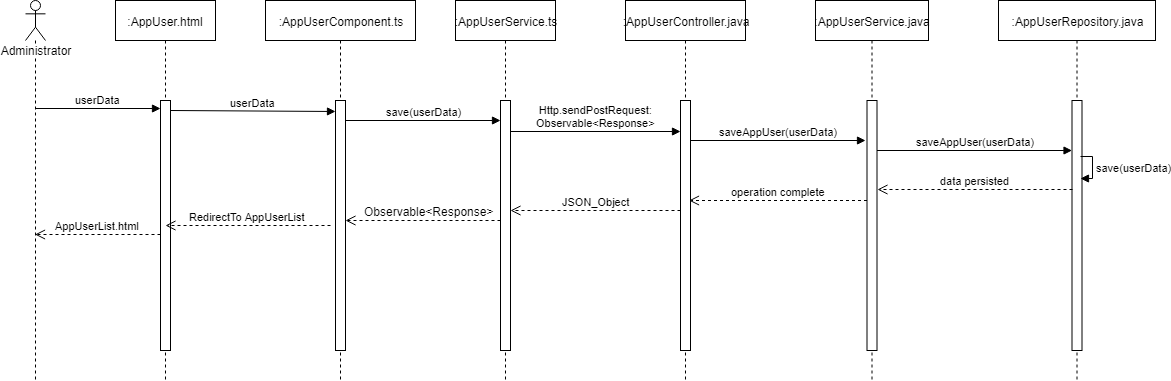 :AppUser.html
:AppUserComponent.ts
:AppUserService.ts
:AppUserController.java
:AppUserService.java
:AppUserRepository.java
Administrator
userData
userData
save(userData)
Http.sendPostRequest:
Observable<Response>
saveAppUser(userData)
saveAppUser(userData)
save(userData)
data persisted
operation complete
JSON_Object
Observable<Response>
RedirectTo AppUserList
AppUserList.html